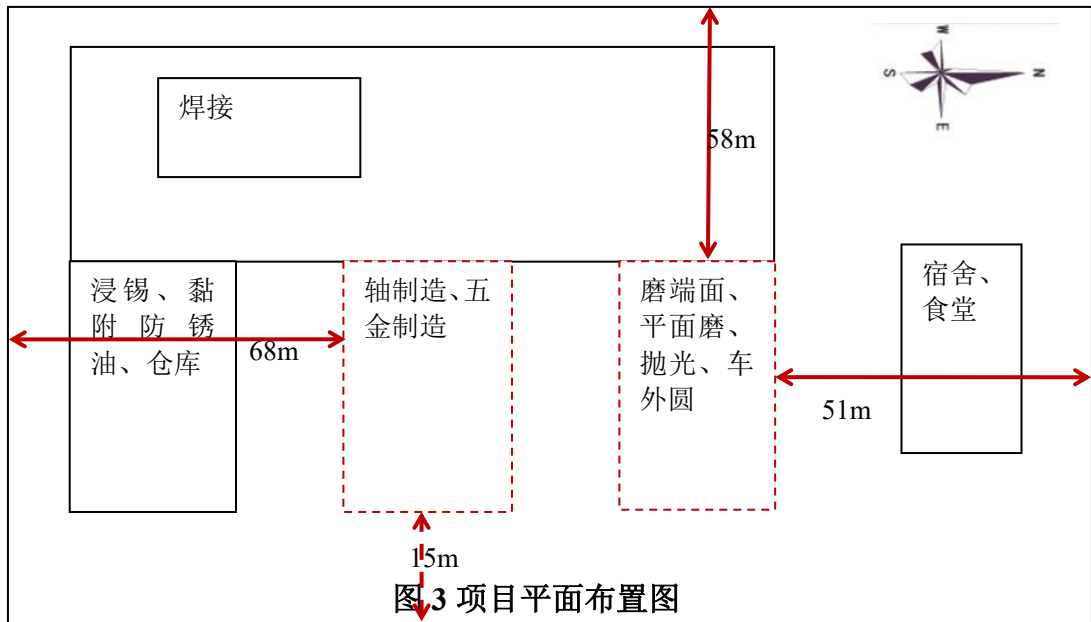 焊接
58m
W
S
N
E
浸锡、黏
附防锈
油、仓库
68m
轴制造、五
金制造
磨端面、
平面磨、
抛光、车
外圆
宿舍、
食堂
51m
15m
图 3 项目平面布置图